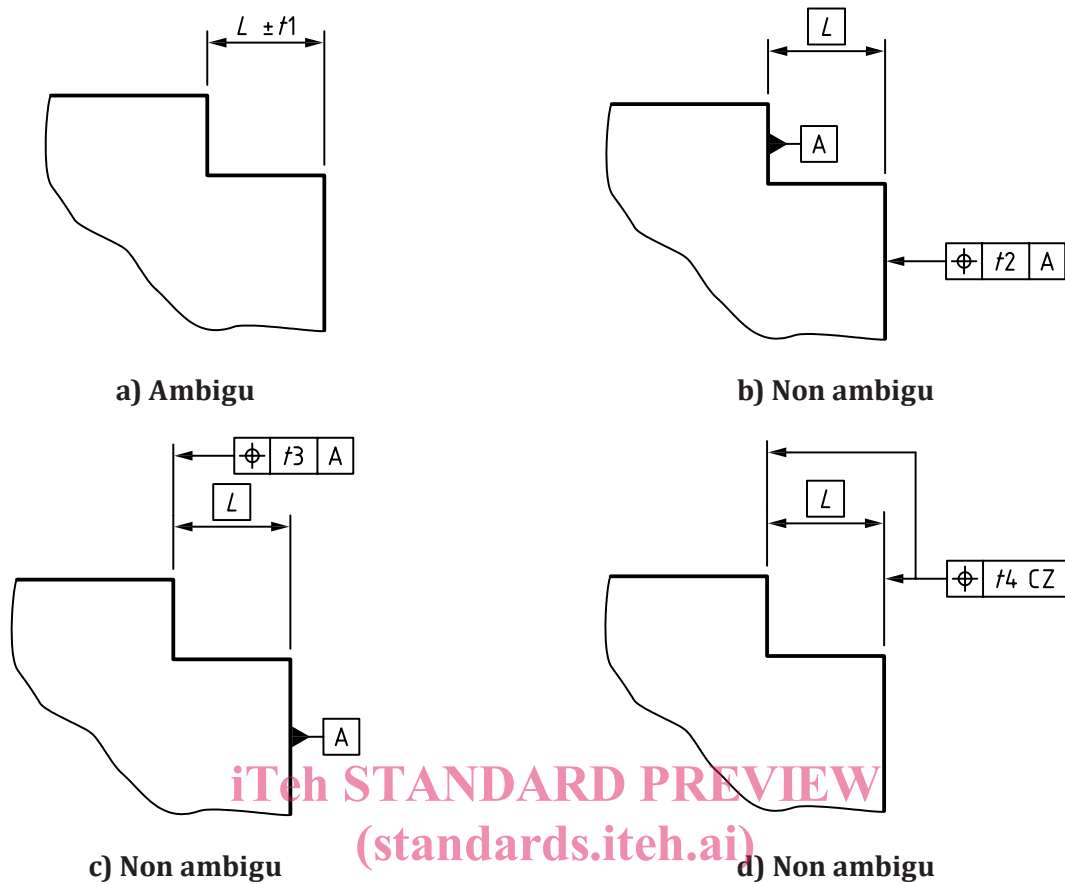 L ±t1
L
A
⌖ t2 A
a) Ambigu
b) Non ambigu
⌖ t3 A
L
A
L
⌖ t4 CZ
iTeh STANDARD PREVIEW
(standards.iteh.ai)
c) Non ambigu
d) Non ambigu